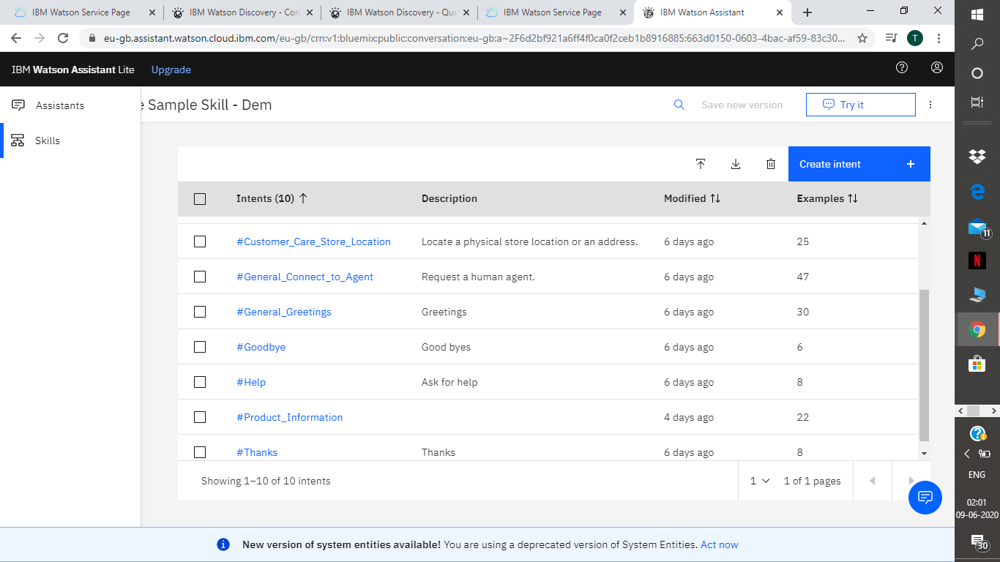 IBM Watson Service Page
IBM Watson Discovery - Con
IBM Watson Discovery - Que
IBM Watson Service Page
IBM Watson Assistant
eu-gb.assistant.watson.cloud.ibm.com/eu-gb/crn:v1:bluemix:public:conversation:eu-gb:a~2F6d2bf921a6ff4f0ca0f2ceb1b8916885:663d0150-0603-4bac-af59-83c30...
T
IBM Watson Assistant Lite Upgrade
Assistants
Skills
e Sample Skill - Dem
Save new version
Try it
Create intent +
Intents (10) Description Modified Examples
#Customer_Care_Store_Location Locate a physical store location or an address. 6 days ago 25
#General_Connect_to_Agent Request a human agent. 6 days ago 47
#General_Greetings Greetings 6 days ago 30
#Goodbye Good byes 6 days ago 6
#Help Ask for help 6 days ago 8
#Product_Information 4 days ago 22
#Thanks Thanks 6 days ago 8
Showing 1–10 of 10 intents
1 1 of 1 pages
New version of system entities available! You are using a deprecated version of System Entities. Act now
11
N
ENG
02:01
09-06-2020
30